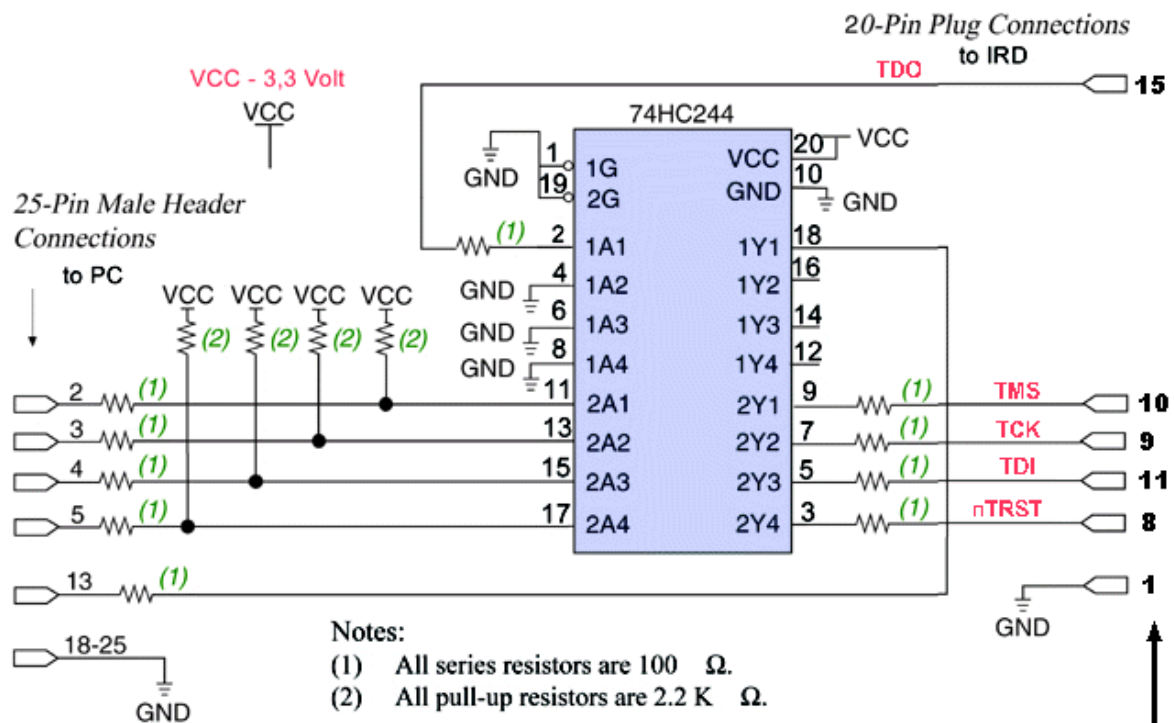 20-Pin Plug Connections
to IRD
TDO
15
VCC - 3,3 Volt
VCC
74HC244
1
1G
GND
19
2G
20
VCC
VCC
10
GND
GND
25-Pin Male Header
Connections
to PC
(1)
2
1A1
18
1Y1
4
1A2
GND
16
1Y2
6
1A3
GND
14
1Y3
8
1A4
GND
12
1Y4
VCC
VCC
VCC
VCC
(2)
(2)
(2)
(2)
2
(1)
11
2A1
9
2Y1
(1)
TMS
10
3
(1)
13
2A2
7
2Y2
(1)
TCK
9
4
(1)
15
2A3
5
2Y3
(1)
TDI
11
5
(1)
17
2A4
3
2Y4
(1)
nTRST
8
13
(1)
1
GND
18-25
GND
Notes:
(1) All series resistors are 100 Ω.
(2) All pull-up resistors are 2.2 K Ω.